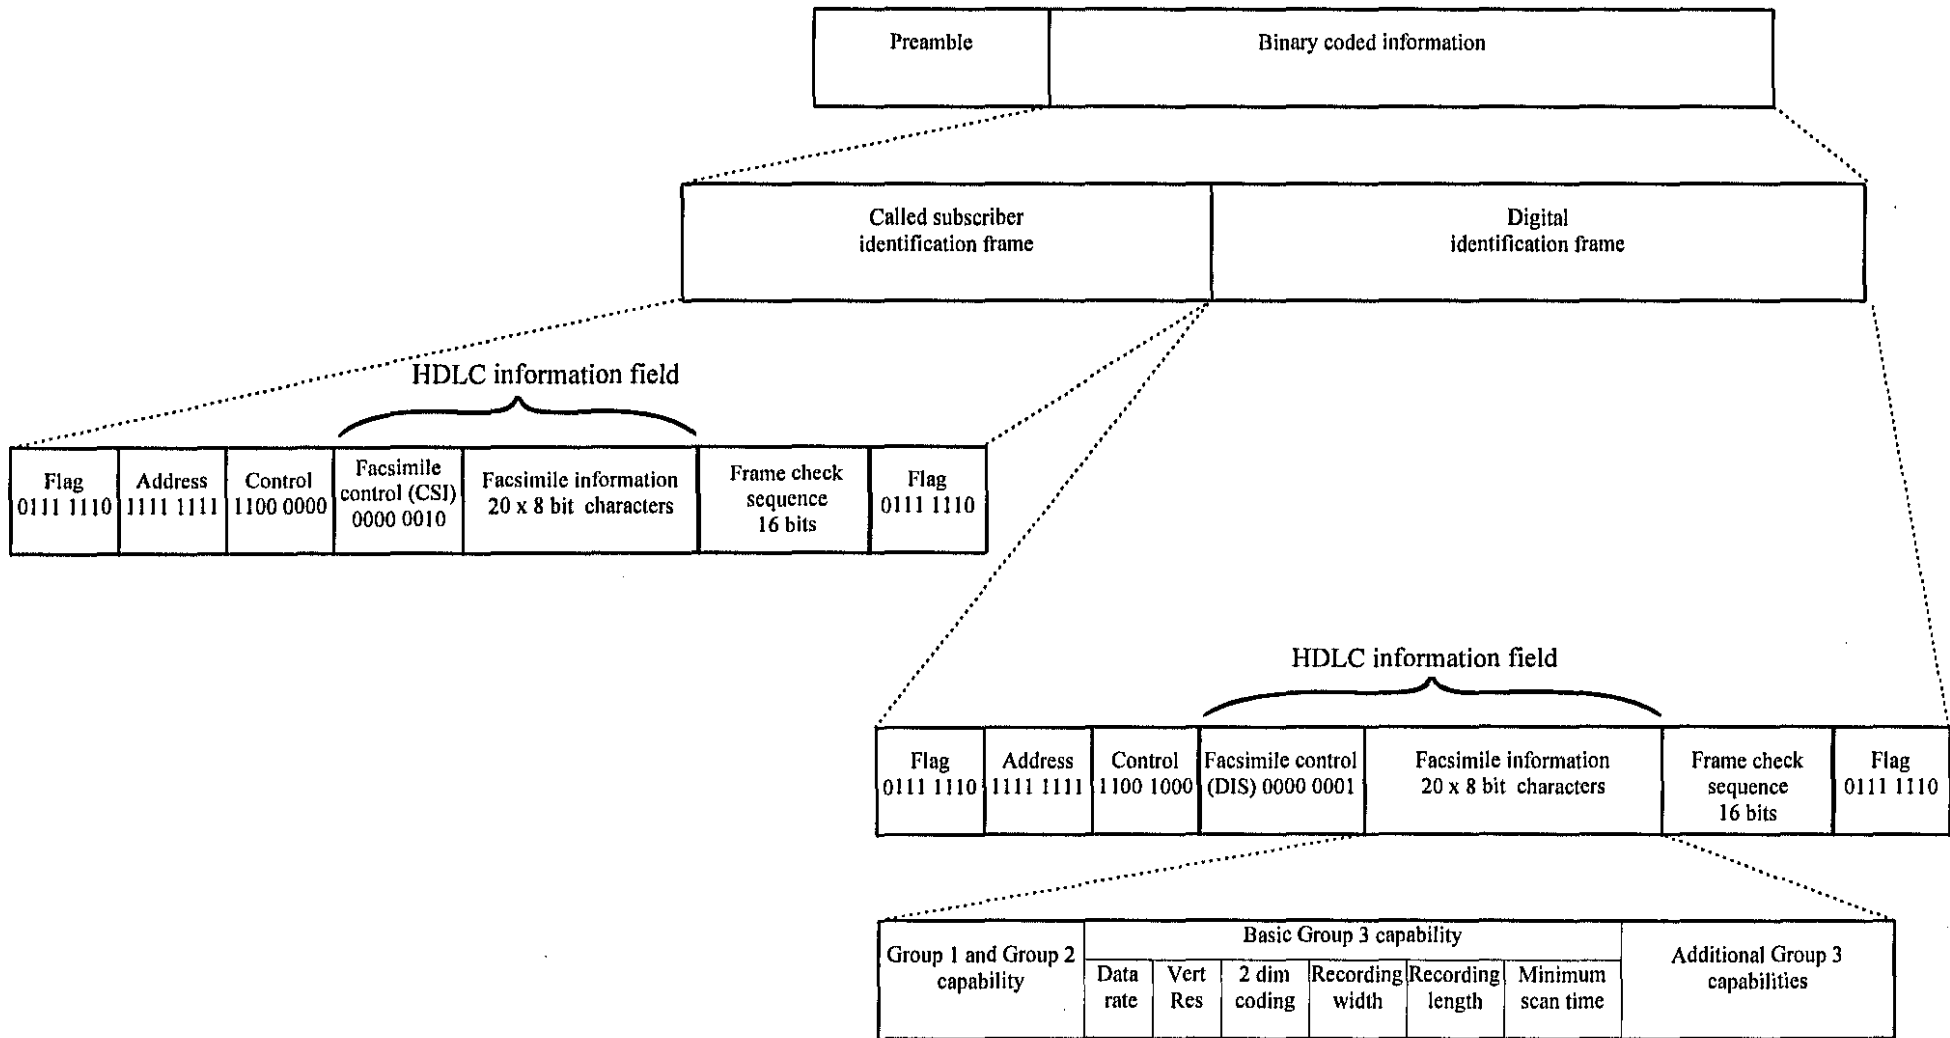 Preamble
Binary coded information
Called subscriber
identification frame
Digital
identification frame
HDLC information field
Flag
0111 1110
Address
1111 1111
Control
1100 0000
Facsimile
control (CSI)
0000 0010
Facsimile information
20 x 8 bit characters
Frame check
sequence
16 bits
Flag
0111 1110
HDLC information field
Flag
0111 1110
Address
1111 1111
Control
1100 1000
Facsimile control
(DIS) 0000 0001
Facsimile information
20 x 8 bit characters
Frame check
sequence
16 bits
Flag
0111 1110
Group 1 and Group 2
capability
Basic Group 3 capability
Data
rate
Vert
Res
2 dim
coding
Recording
width
Recording
length
Minimum
scan time
Additional Group 3
capabilities